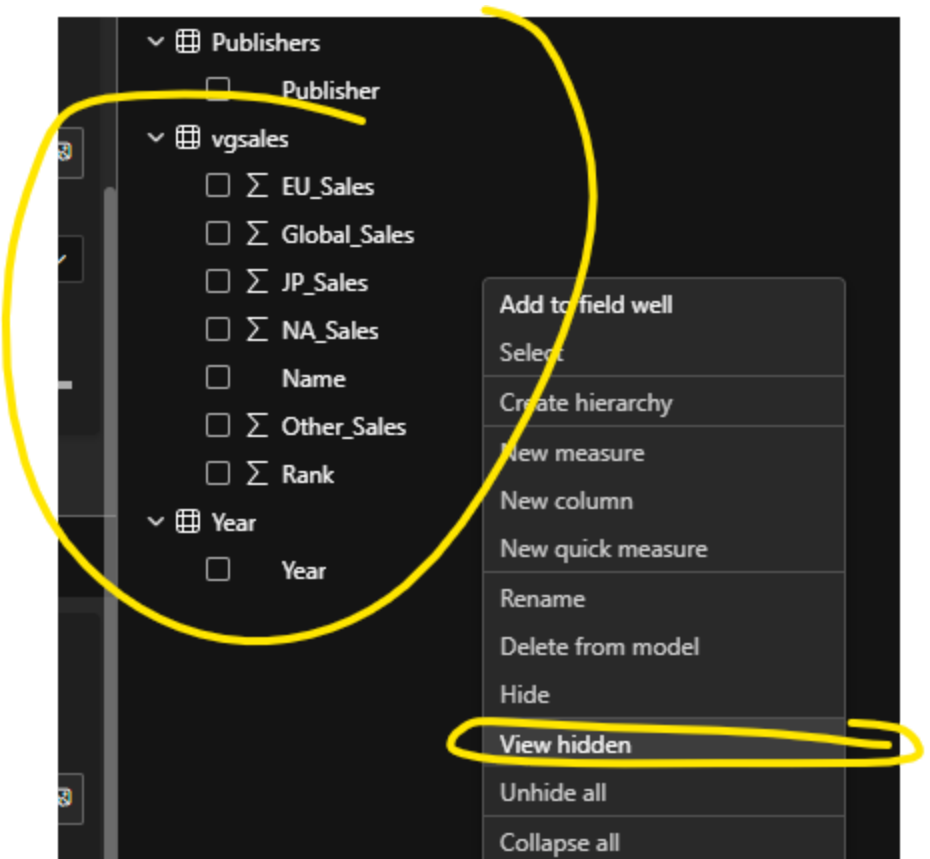 Publishers
Publisher
vgsales
EU_Sales
Global_Sales
JP_Sales
NA_Sales
Name
Other_Sales
Rank
Year
Year
Add to field well
Select
Create hierarchy
New measure
New column
New quick measure
Rename
Delete from model
Hide
View hidden
Unhide all
Collapse all